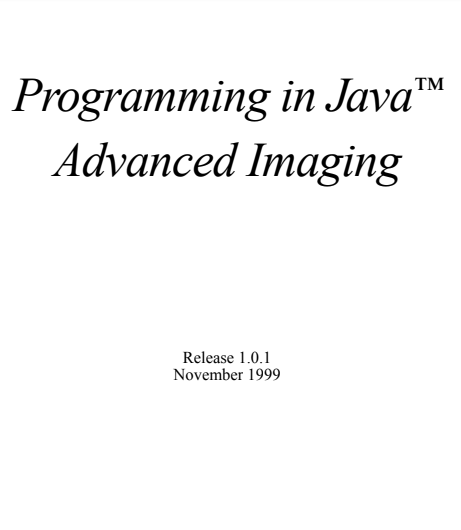 Programming in Java™
Advanced Imaging
Release 1.0.1
November 1999